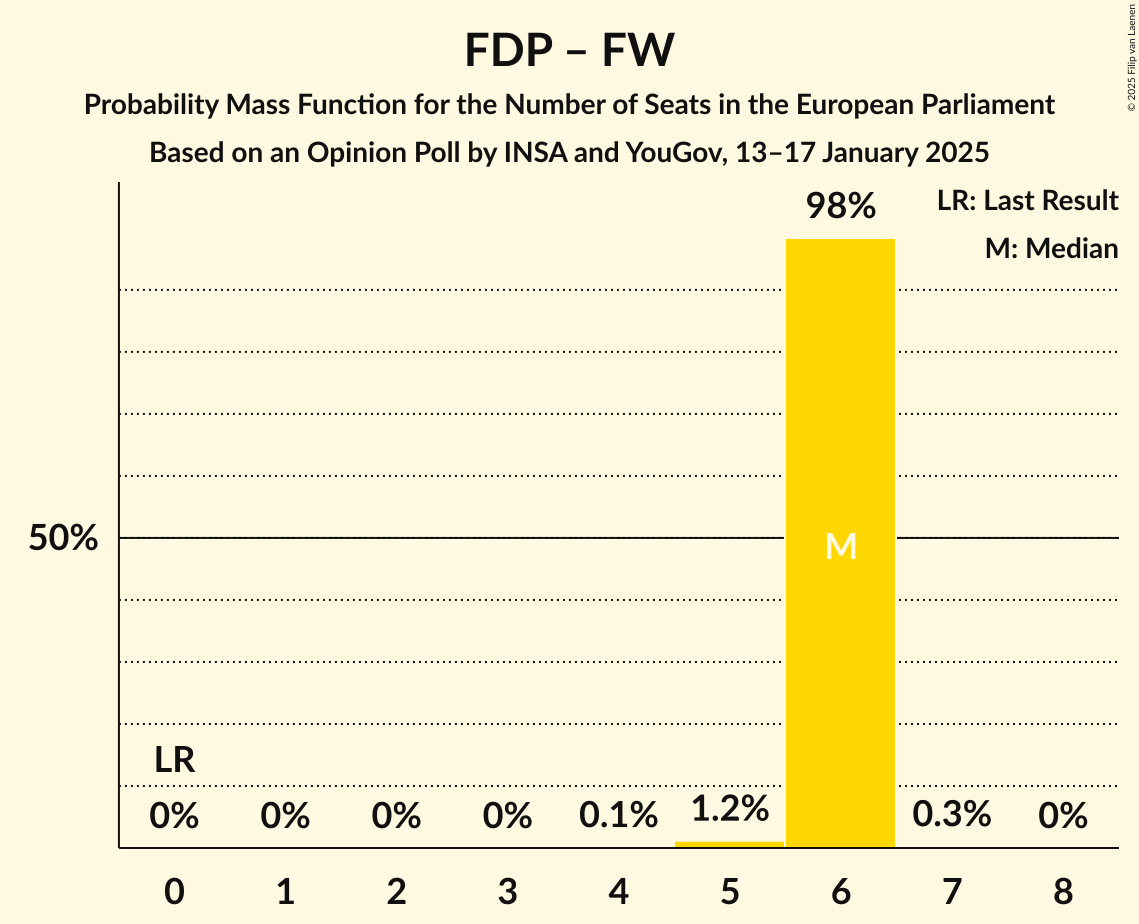 FDP – FW
Probability Mass Function for the Number of Seats in the European Parliament
Based on an Opinion Poll by INSA and YouGov, 13–17 January 2025
© 2025 Filip van Laenen
LR: Last Result
M: Median
98%
50%
M
LR
0% 0% 0% 0% 0.1% 1.2% 0.3% 0%
0 1 2 3 4 5 6 7 8